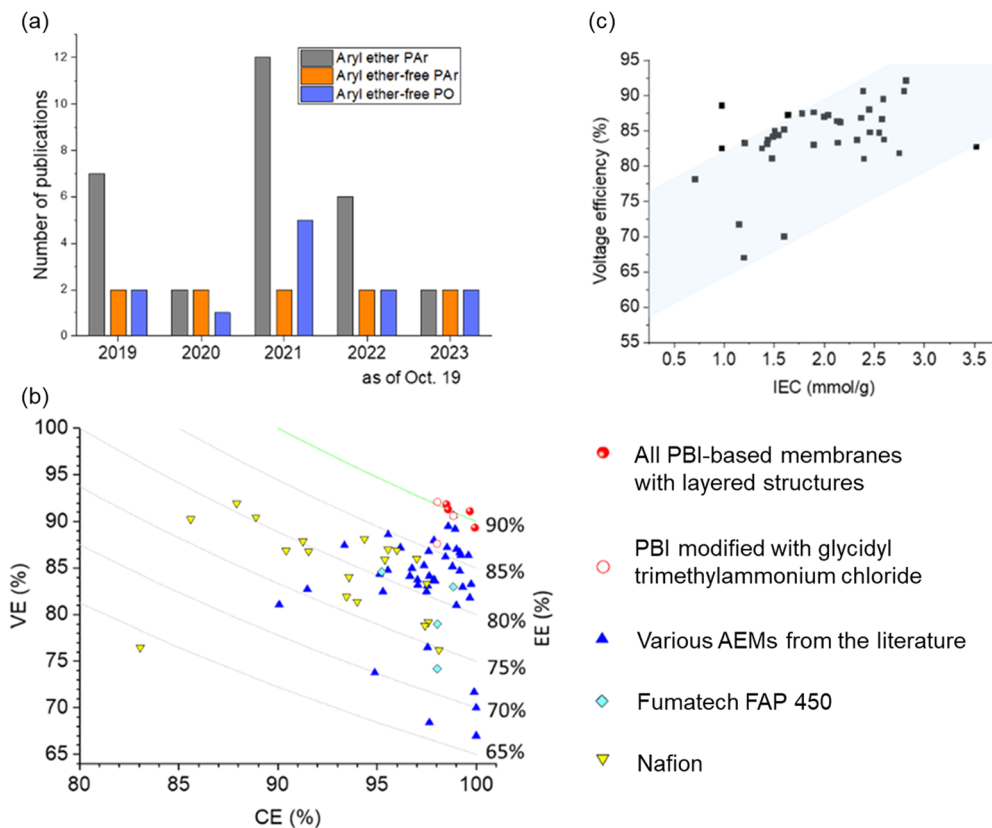 (a)
Number of publications
12
10
8
6
4
2
0
Aryl ether PAr
Aryl ether-free PAr
Aryl ether-free PO
2019 2020 2021 2022 2023
as of Oct. 19
(c)
Voltage efficiency (%)
95
90
85
80
75
70
65
60
55
0.5 1.0 1.5 2.0 2.5 3.0 3.5
IEC (mmol/g)
(b)
VE (%)
100
95
90
85
80
75
70
65
80 85 90 95 100
CE (%)
EE (%)
90%
85%
80%
75%
70%
65%
All PBI-based membranes
with layered structures
PBI modified with glycidyl
trimethylammonium chloride
Various AEMs from the literature
Fumatech FAP 450
Nafion